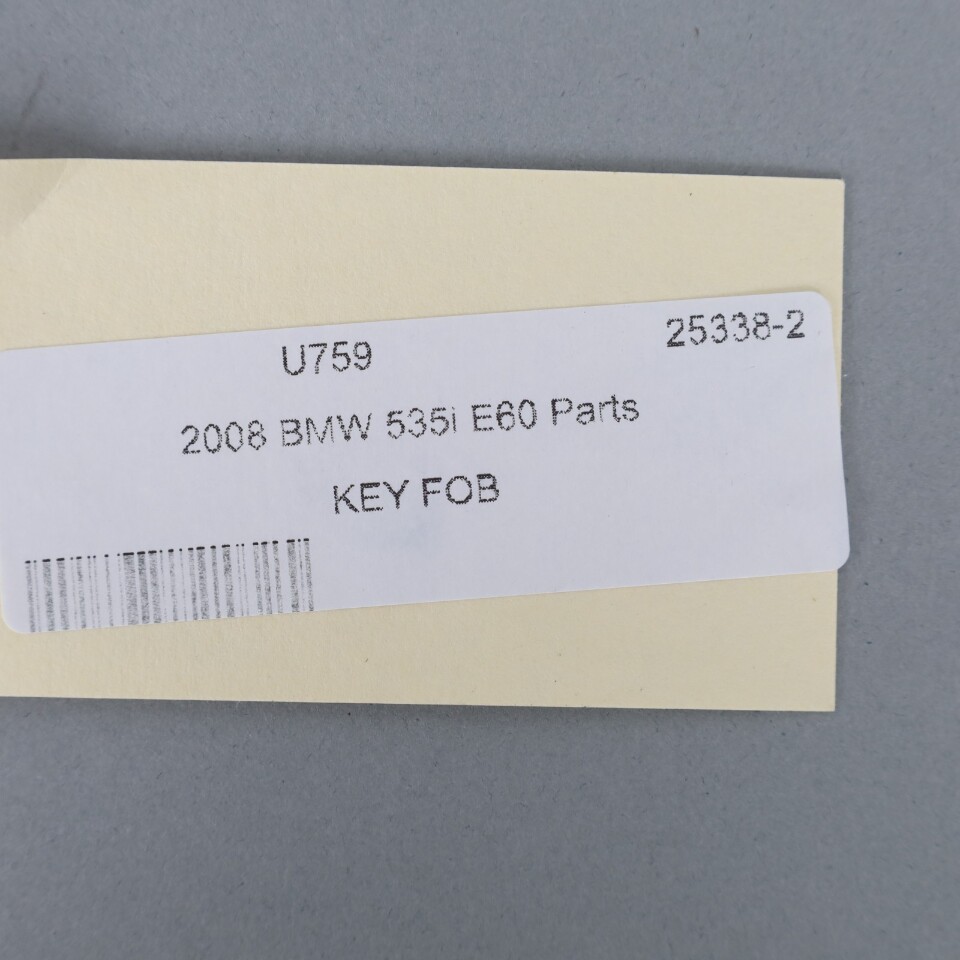 U759 25338-2
2008 BMW 535i E60 Parts
KEY FOB